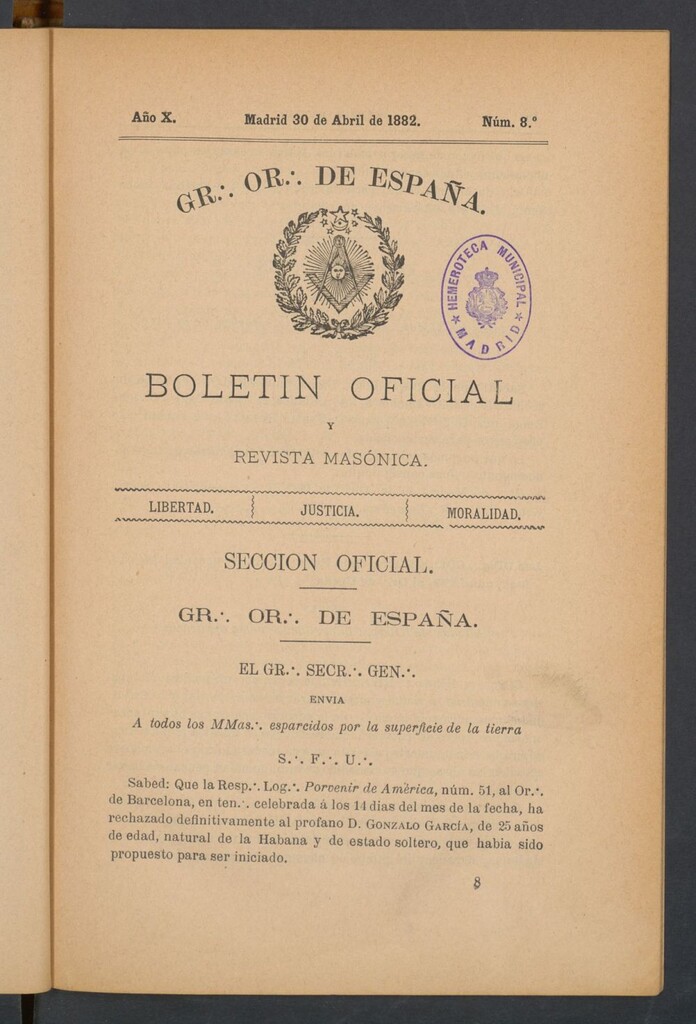 Año X. Madrid 30 de Abril de 1882. Núm. 8.º
GR.·. OR.·. DE ESPAÑA.
HEMEROTECA MUNICIPAL
* MADRID *
BOLETIN OFICIAL
Y
REVISTA MASÓNICA.
LIBERTAD. JUSTICIA. MORALIDAD.
SECCION OFICIAL.
GR.·. OR.·. DE ESPAÑA.
EL GR.·. SECR.·. GEN.·.
ENVIA
A todos los MMas.·. esparcidos por la superficie de la tierra
S.·. F.·. U.·.
Sabed: Que la Resp.·. Log.·. Porvenir de América, núm. 51, al Or.·.
de Barcelona, en ten.·. celebrada á los 14 dias del mes de la fecha, ha
rechazado definitivamente al profano D. GONZALO GARCÍA, de 25 años
de edad, natural de la Habana y de estado soltero, que habia sido
propuesto para ser iniciado.
8